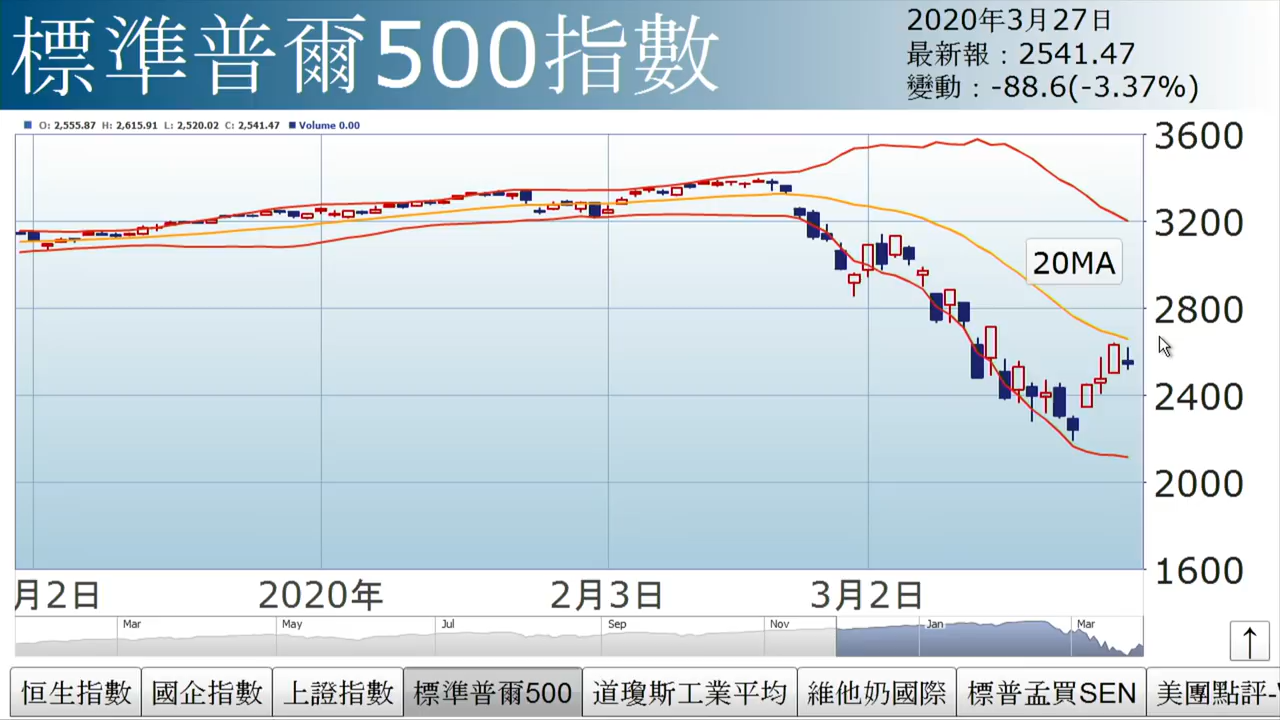 標準普爾500指數
2020年3月27日
最新報：2541.47
變動：-88.6(-3.37%)
O: 2,555.87 H: 2,615.91 L: 2,520.02 C: 2,541.47 Volume 0.00
3600
3200
20MA
2800
2400
2000
1600
月2日 2020年 2月3日 3月2日
Mar May Jul Sep Nov Jan Mar
↑
恒生指數 國企指數 上證指數 標準普爾500 道瓊斯工業平均 維他奶國際 標普孟買SEN 美團點評-